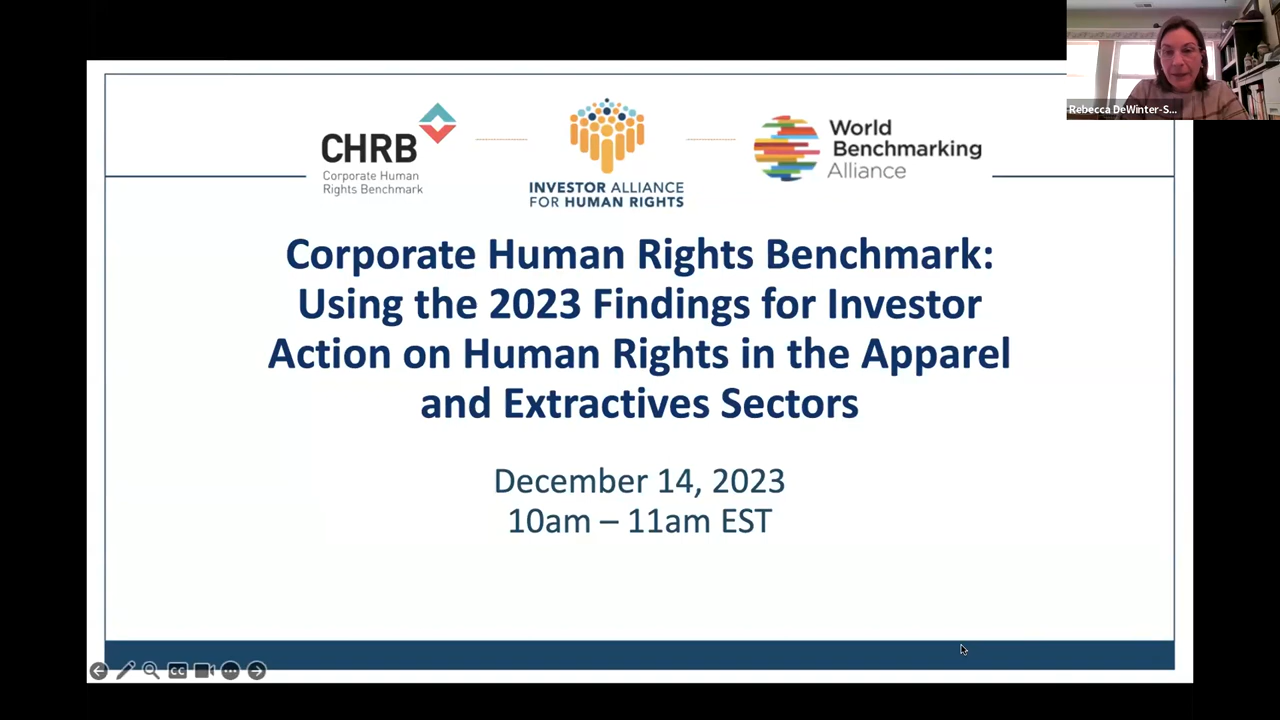 Rebecca DeWinter-S...
CHRB
Corporate Human
Rights Benchmark
INVESTOR ALLIANCE
FOR HUMAN RIGHTS
World
Benchmarking
Alliance
Corporate Human Rights Benchmark:
Using the 2023 Findings for Investor
Action on Human Rights in the Apparel
and Extractives Sectors
December 14, 2023
10am – 11am EST
CC